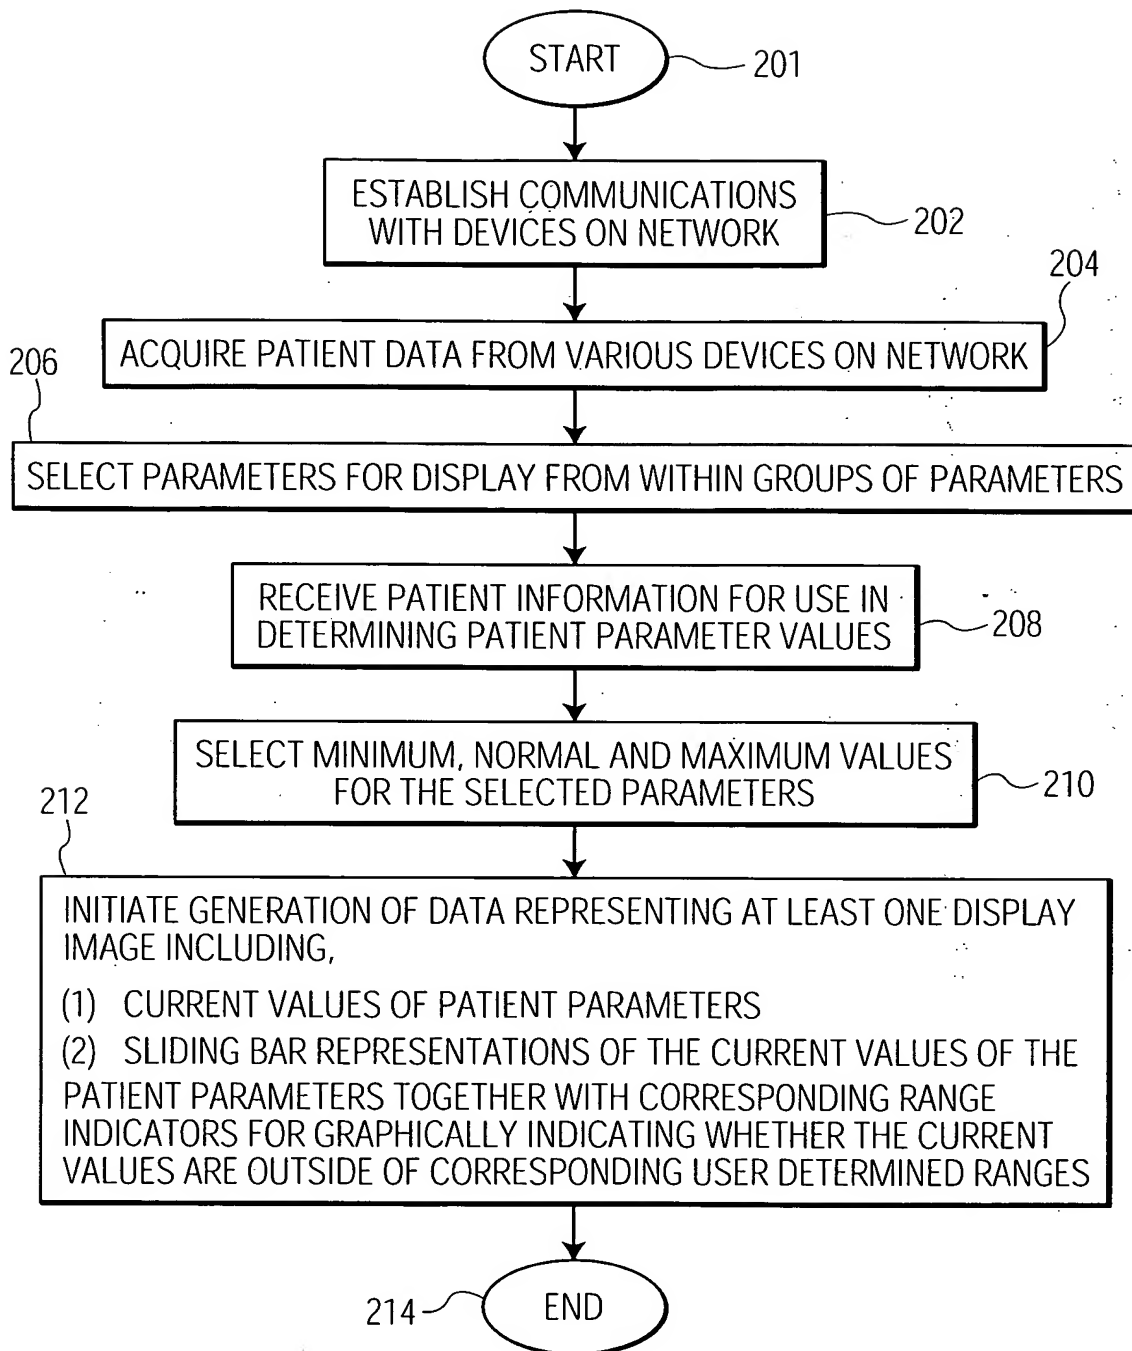 START
201
ESTABLISH COMMUNICATIONS
WITH DEVICES ON NETWORK
202
204
ACQUIRE PATIENT DATA FROM VARIOUS DEVICES ON NETWORK
206
SELECT PARAMETERS FOR DISPLAY FROM WITHIN GROUPS OF PARAMETERS
RECEIVE PATIENT INFORMATION FOR USE IN
DETERMINING PATIENT PARAMETER VALUES
208
SELECT MINIMUM, NORMAL AND MAXIMUM VALUES
FOR THE SELECTED PARAMETERS
210
212
INITIATE GENERATION OF DATA REPRESENTING AT LEAST ONE DISPLAY
IMAGE INCLUDING,
(1) CURRENT VALUES OF PATIENT PARAMETERS
(2) SLIDING BAR REPRESENTATIONS OF THE CURRENT VALUES OF THE
PATIENT PARAMETERS TOGETHER WITH CORRESPONDING RANGE
INDICATORS FOR GRAPHICALLY INDICATING WHETHER THE CURRENT
VALUES ARE OUTSIDE OF CORRESPONDING USER DETERMINED RANGES
214
END